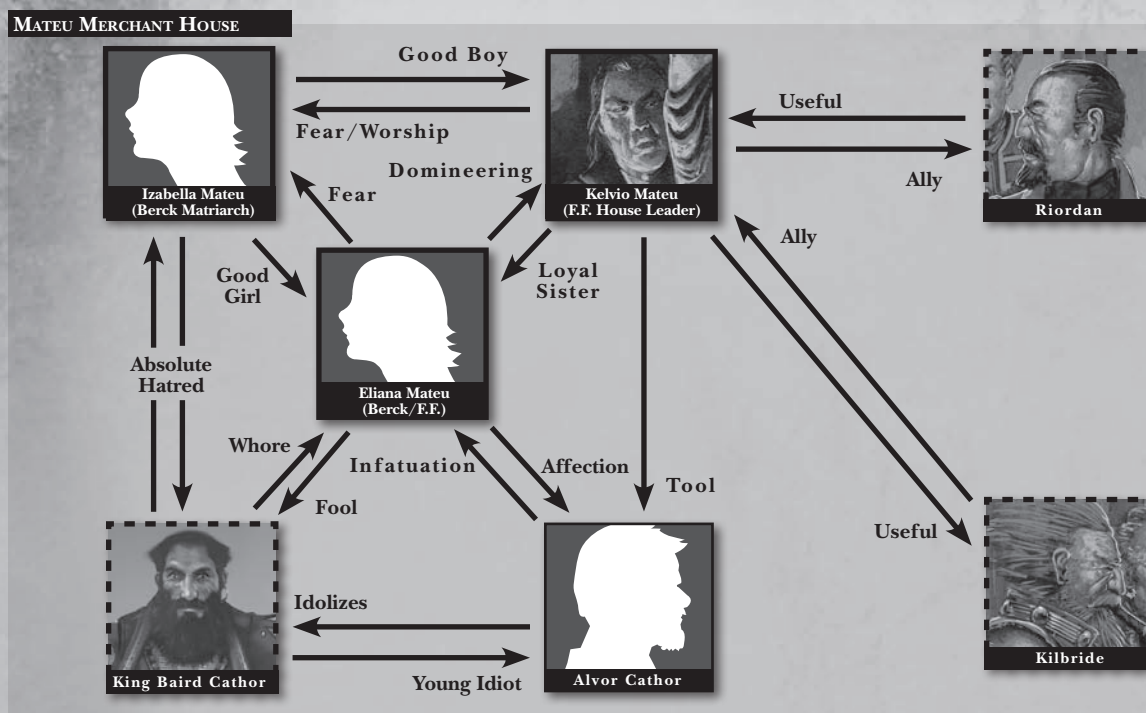 MATEU MERCHANT HOUSE
Good Boy
Fear/Worship
Useful
Ally
Izabella Mateu
(Berck Matriarch)
Kelvio Mateu
(F.F. House Leader)
Riordan
Fear
Domineering
Good
Girl
Loyal
Sister
Ally
Absolute
Hatred
Eliana Mateu
(Berck/F.F.)
Whore
Fool
Infatuation
Affection
Tool
Useful
Idolizes
Young Idiot
King Baird Cathor
Alvor Cathor
Kilbride